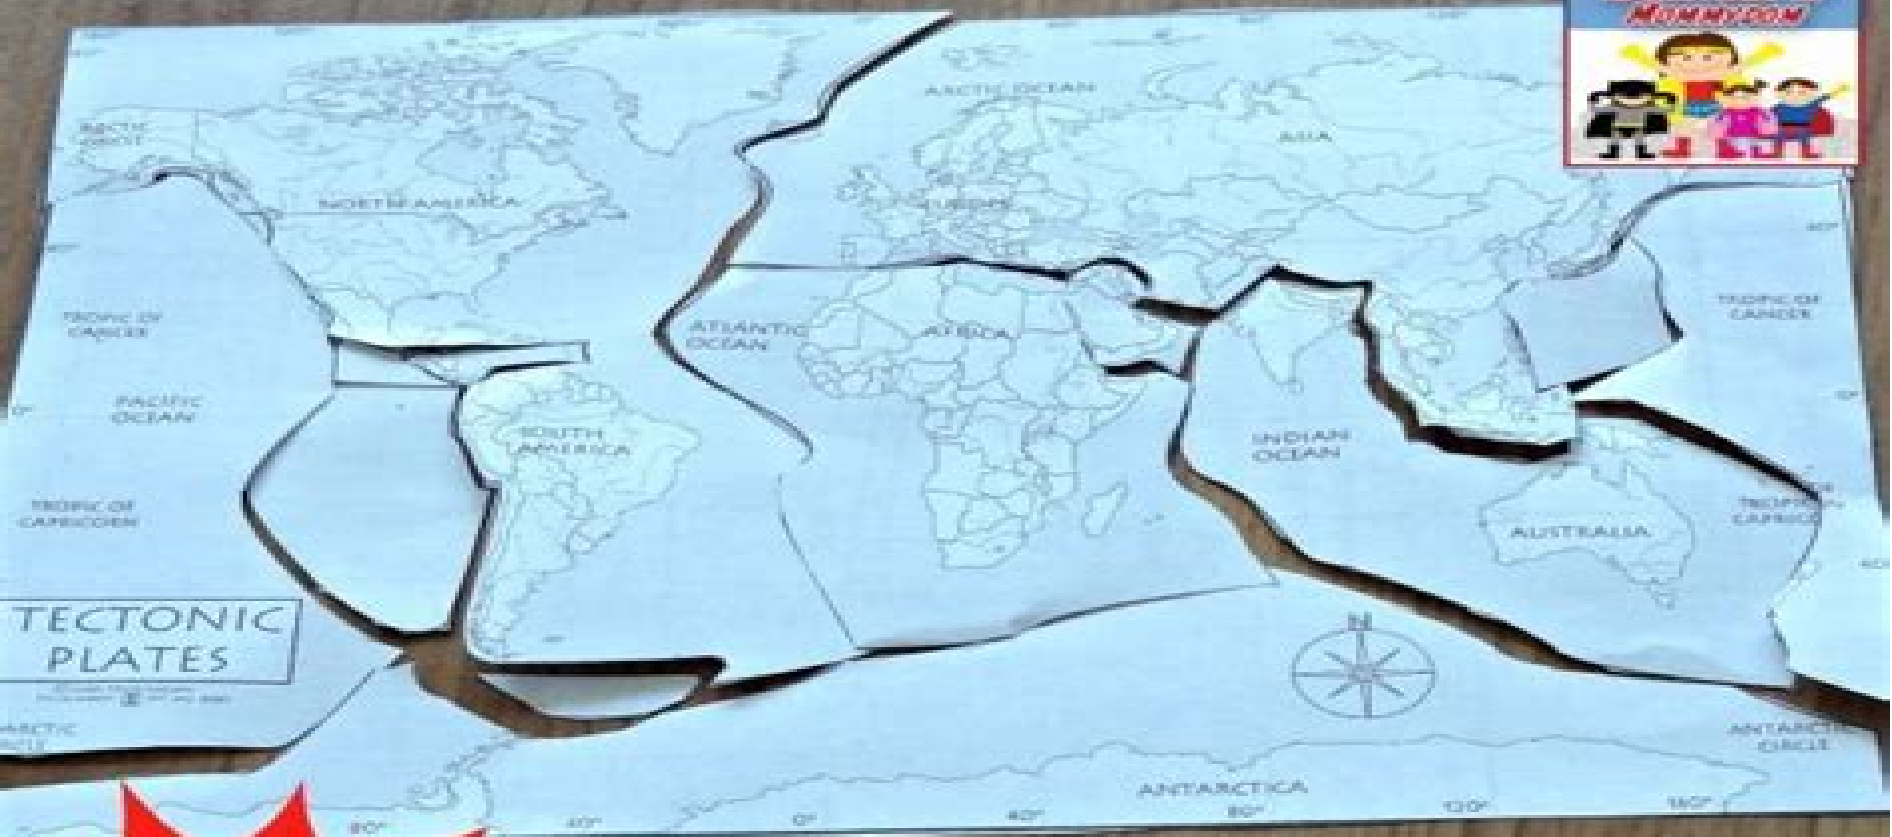 MOMMY.COM
ARCTIC OCEAN
ARCTIC
CIRCLE
ASIA
NORTH AMERICA
EUROPE
TROPIC OF
CANCER
ATLANTIC
OCEAN
AFRICA
TROPIC OF
CANCER
PACIFIC
OCEAN
SOUTH
AMERICA
INDIAN
OCEAN
TROPIC OF
CAPRICORN
AUSTRALIA
TECTONIC
PLATES
N
ANTARCTIC
CIRCLE
ANTARCTICA
80°
40°
0°
40°
80°
120°
160°